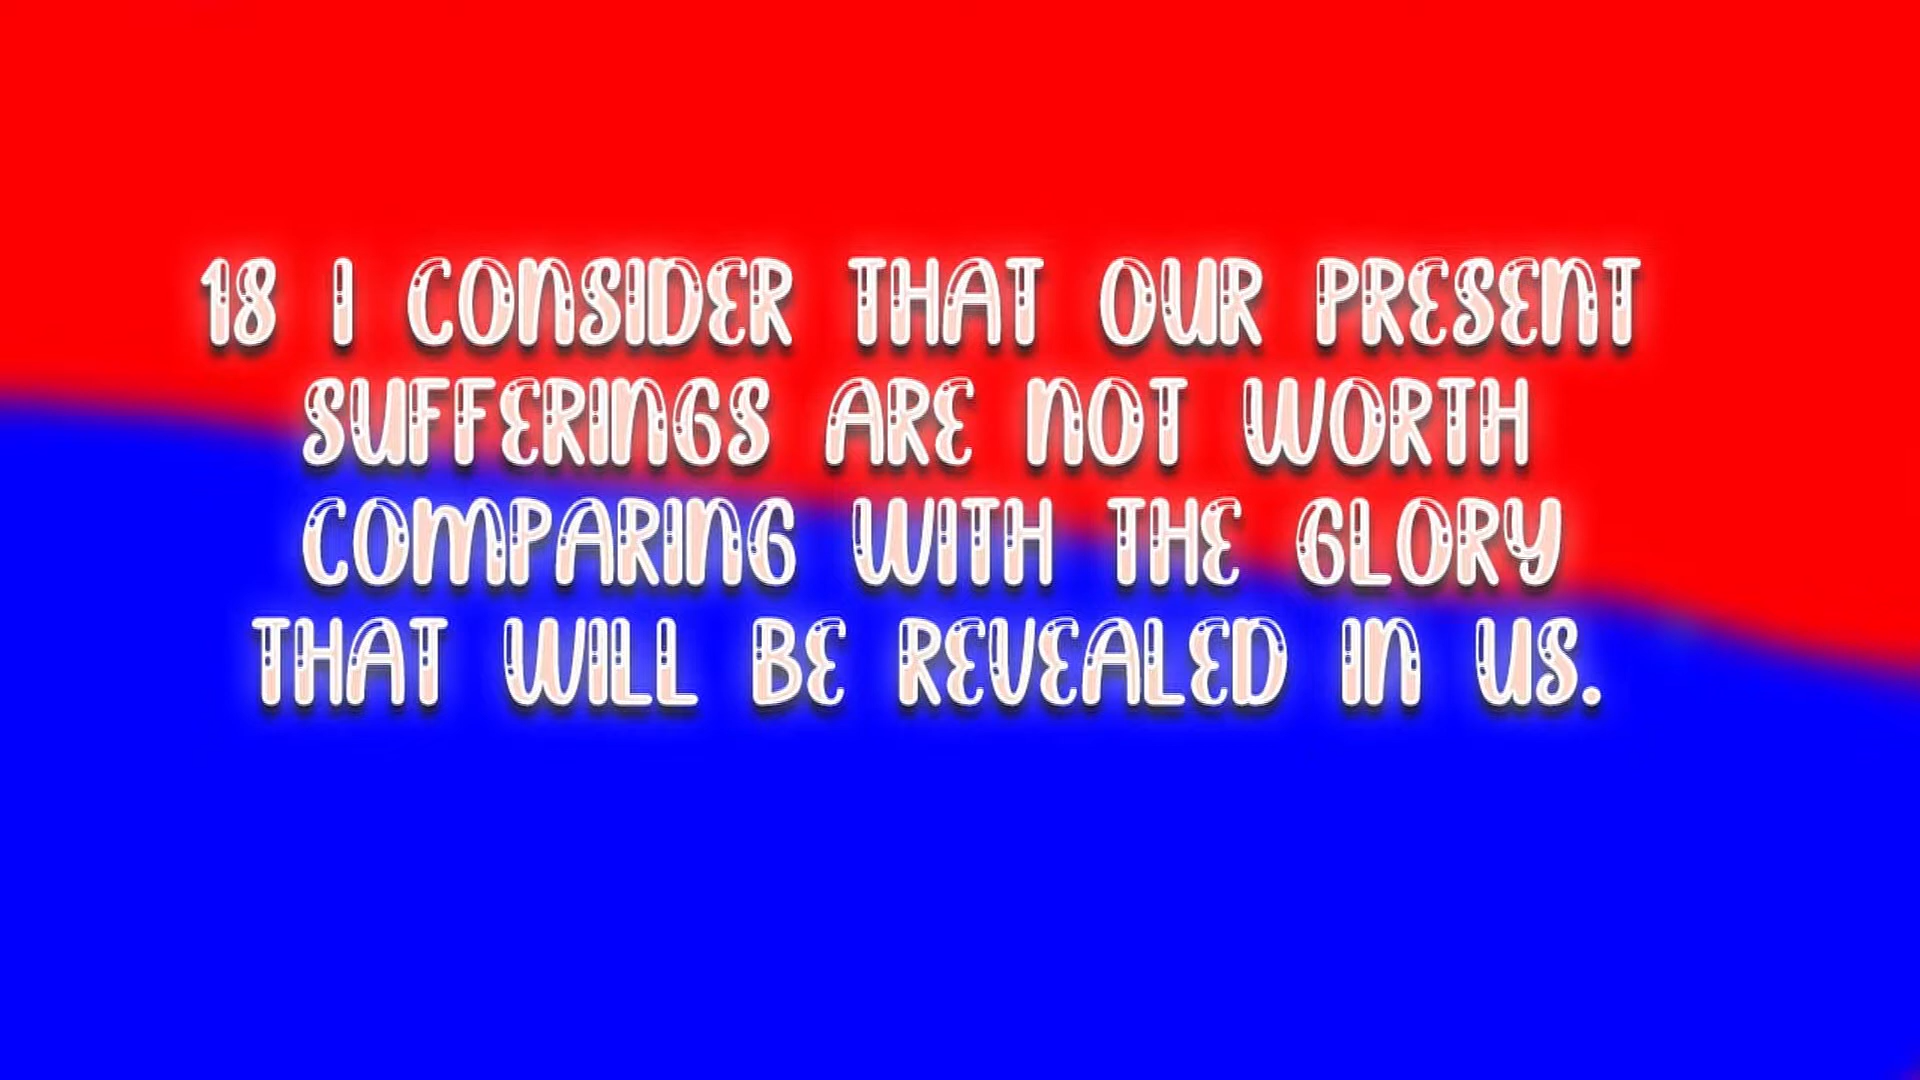 18 I CONSIDER THAT OUR PRESENT
SUFFERINGS ARE NOT WORTH
COMPARING WITH THE GLORY
THAT WILL BE REVEALED IN US.